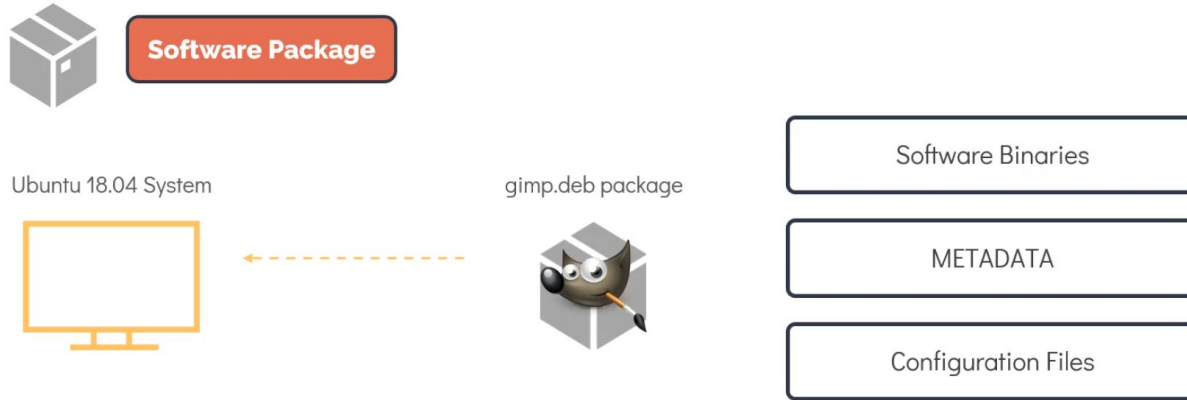 Software Package
Ubuntu 18.04 System
gimp.deb package
Software Binaries
METADATA
Configuration Files